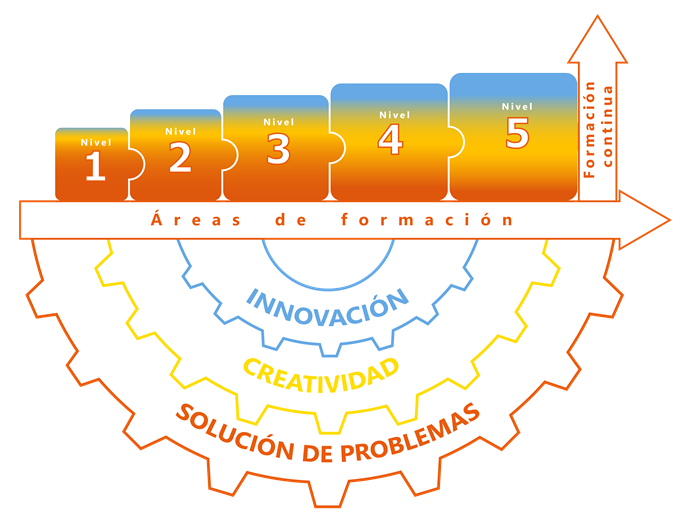 Nivel
1
Nivel
2
Nivel
3
Nivel
4
Nivel
5
Formación
continua
Áreas de formación
INNOVACIÓN
CREATIVIDAD
SOLUCIÓN DE PROBLEMAS